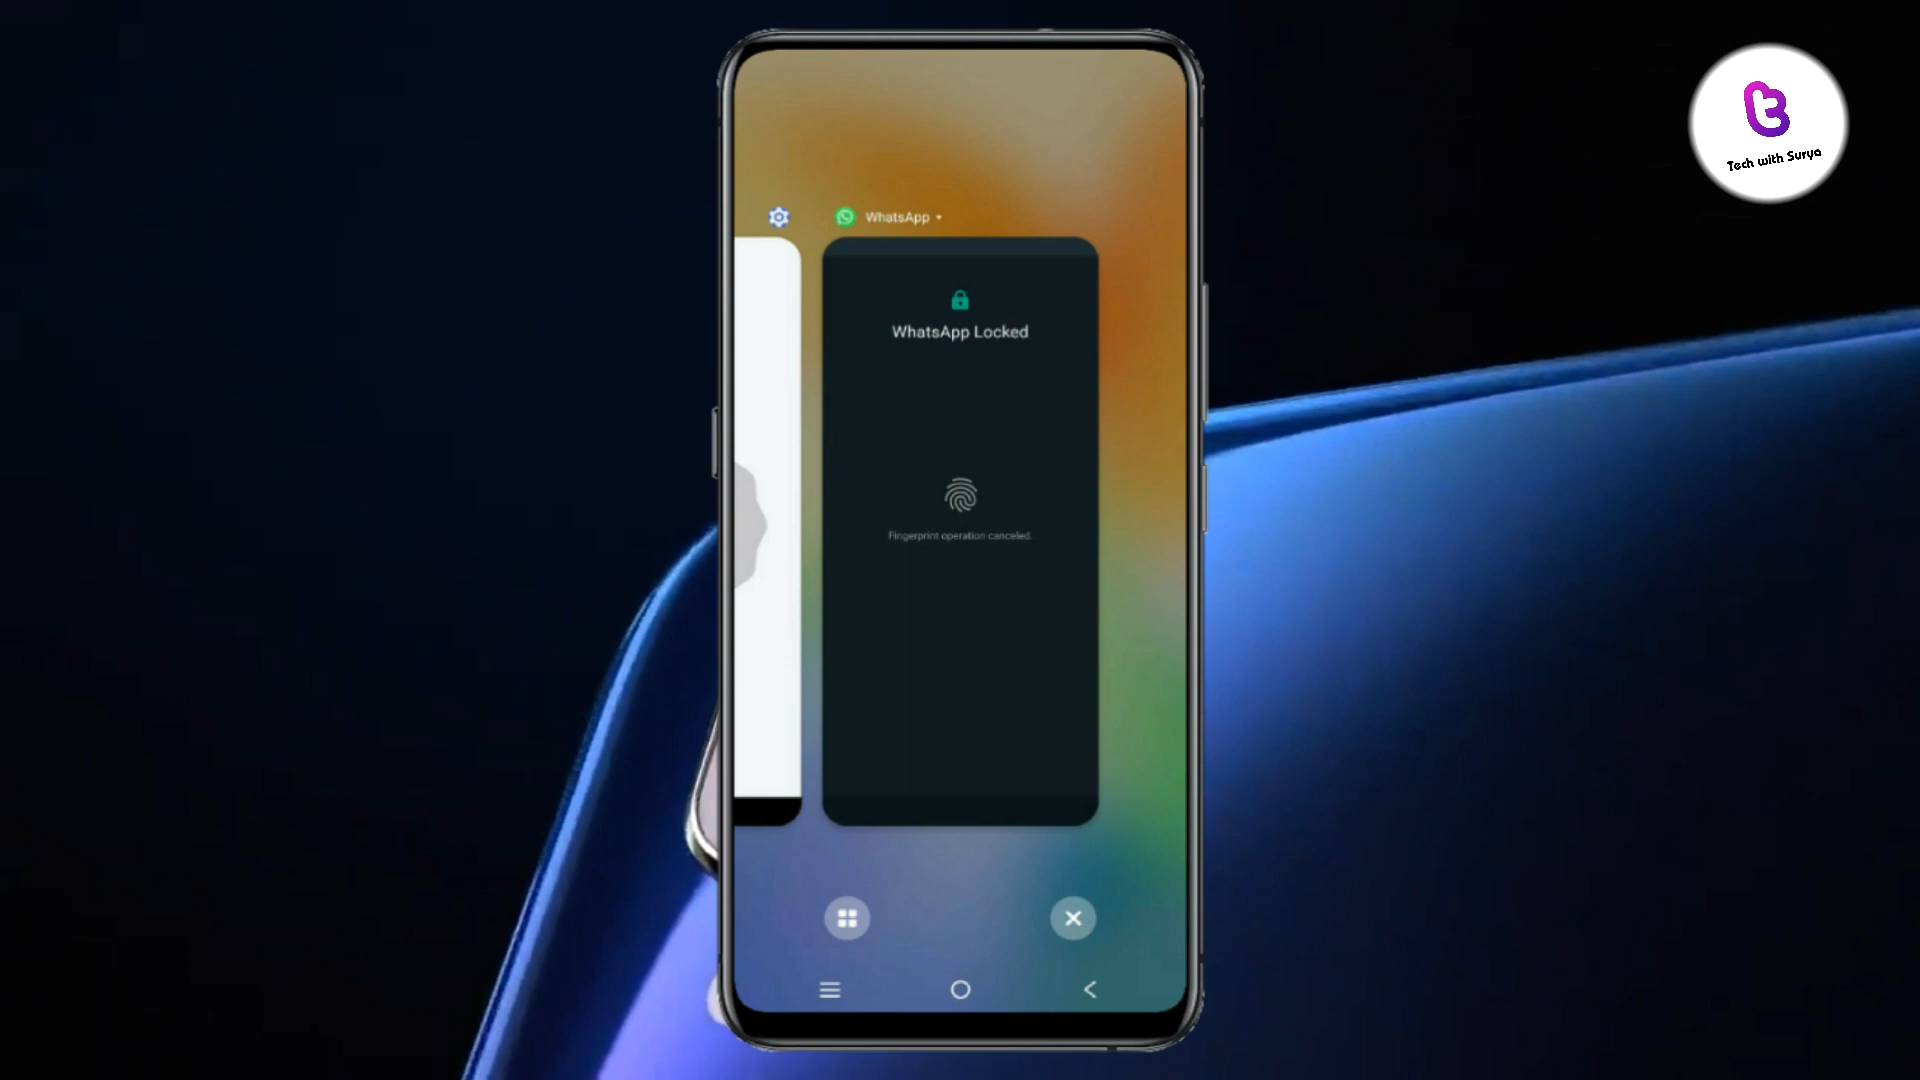 Tech with Surya
WhatsApp
WhatsApp Locked
Fingerprint operation canceled.